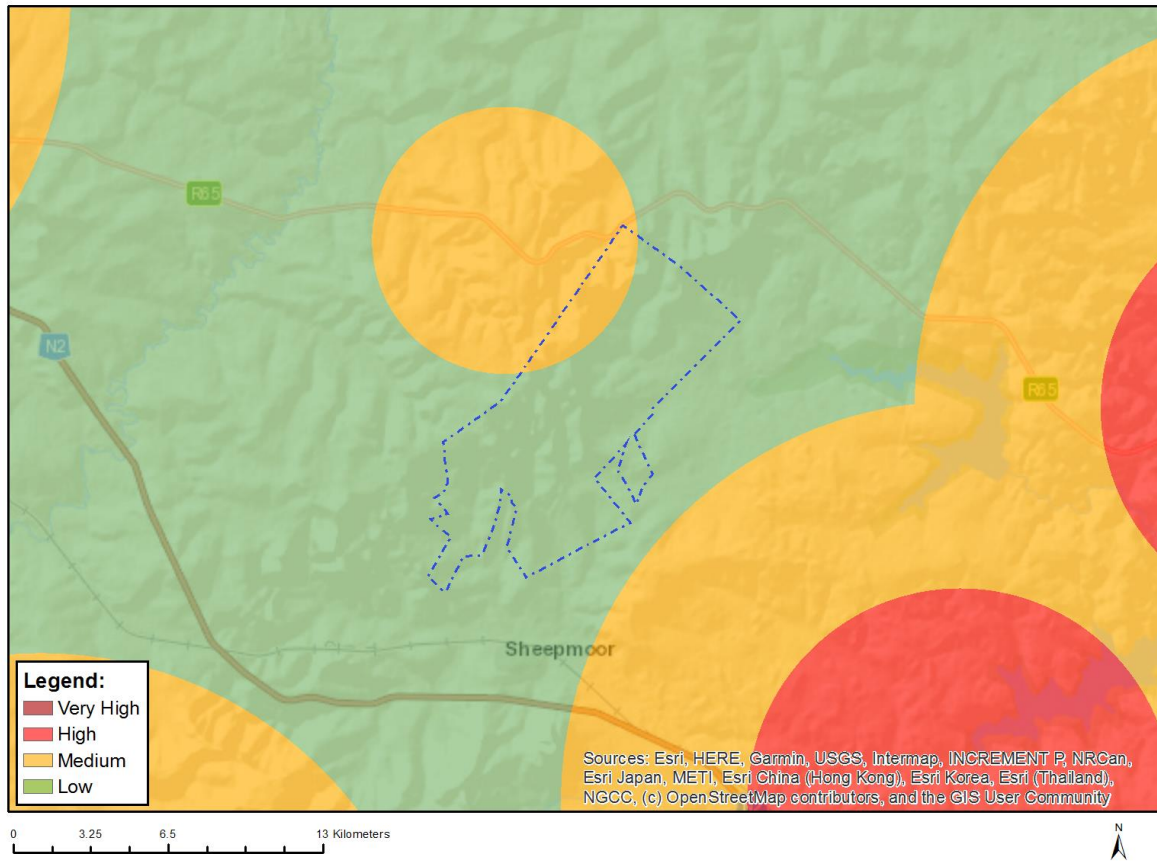 R65
N2
R65
Sheepmoor
Legend:
Very High
High
Medium
Low
Sources: Esri, HERE, Garmin, USGS, Intermap, INCREMENT P, NRCan,
Esri Japan, METI, Esri China (Hong Kong), Esri Korea, Esri (Thailand),
NGCC, (c) OpenStreetMap contributors, and the GIS User Community
0 3.25 6.5 13 Kilometers
N